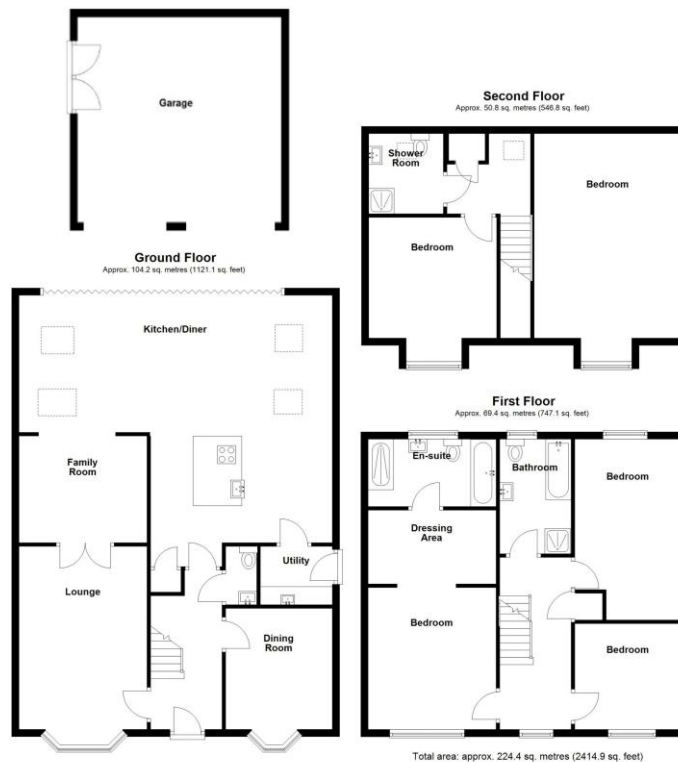 Garage
Ground Floor
Approx. 104.2 sq. metres (1121.1 sq. feet)
Kitchen/Diner
Family
Room
Lounge
Utility
Dining
Room
Second Floor
Approx. 50.8 sq. metres (546.8 sq. feet)
Shower
Room
Bedroom
Bedroom
First Floor
Approx. 69.4 sq. metres (747.1 sq. feet)
En-suite
Bathroom
Bedroom
Dressing
Area
Bedroom
Bedroom
Total area: approx. 224.4 sq. metres (2414.9 sq. feet)